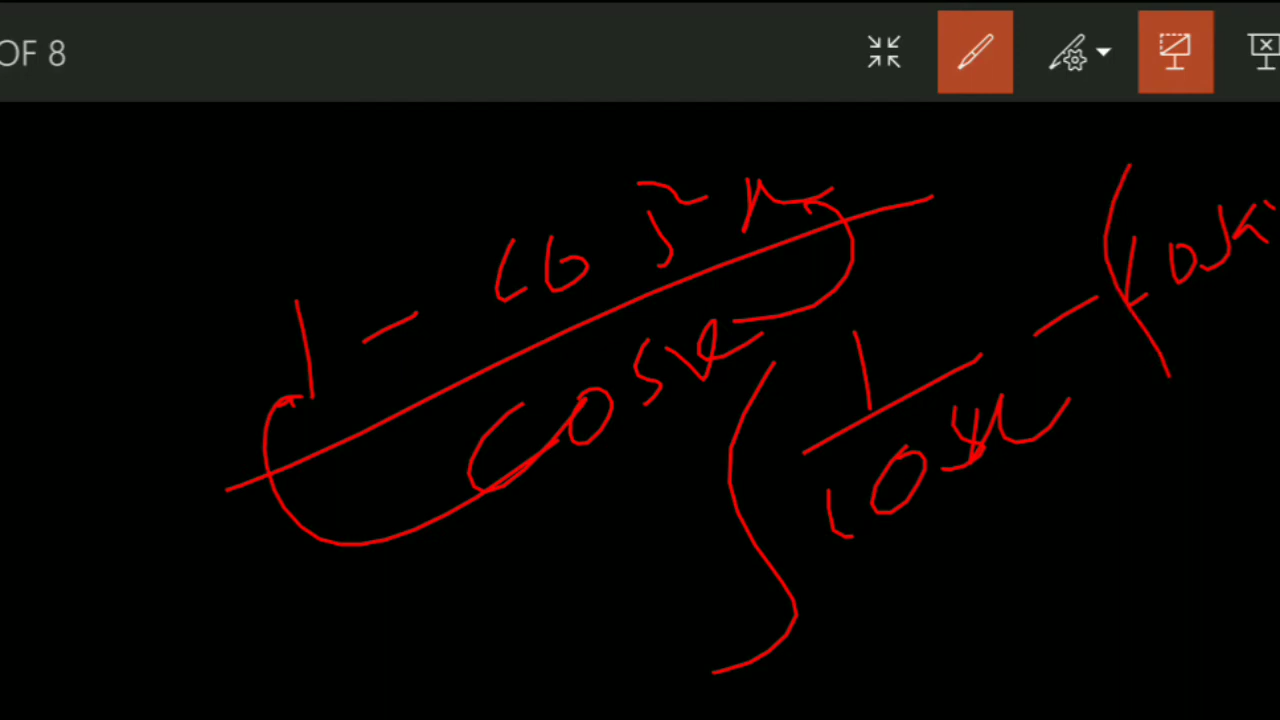 OF 8
1 - cos²x
cosx
∫ 1 - ∫cosx
cosx